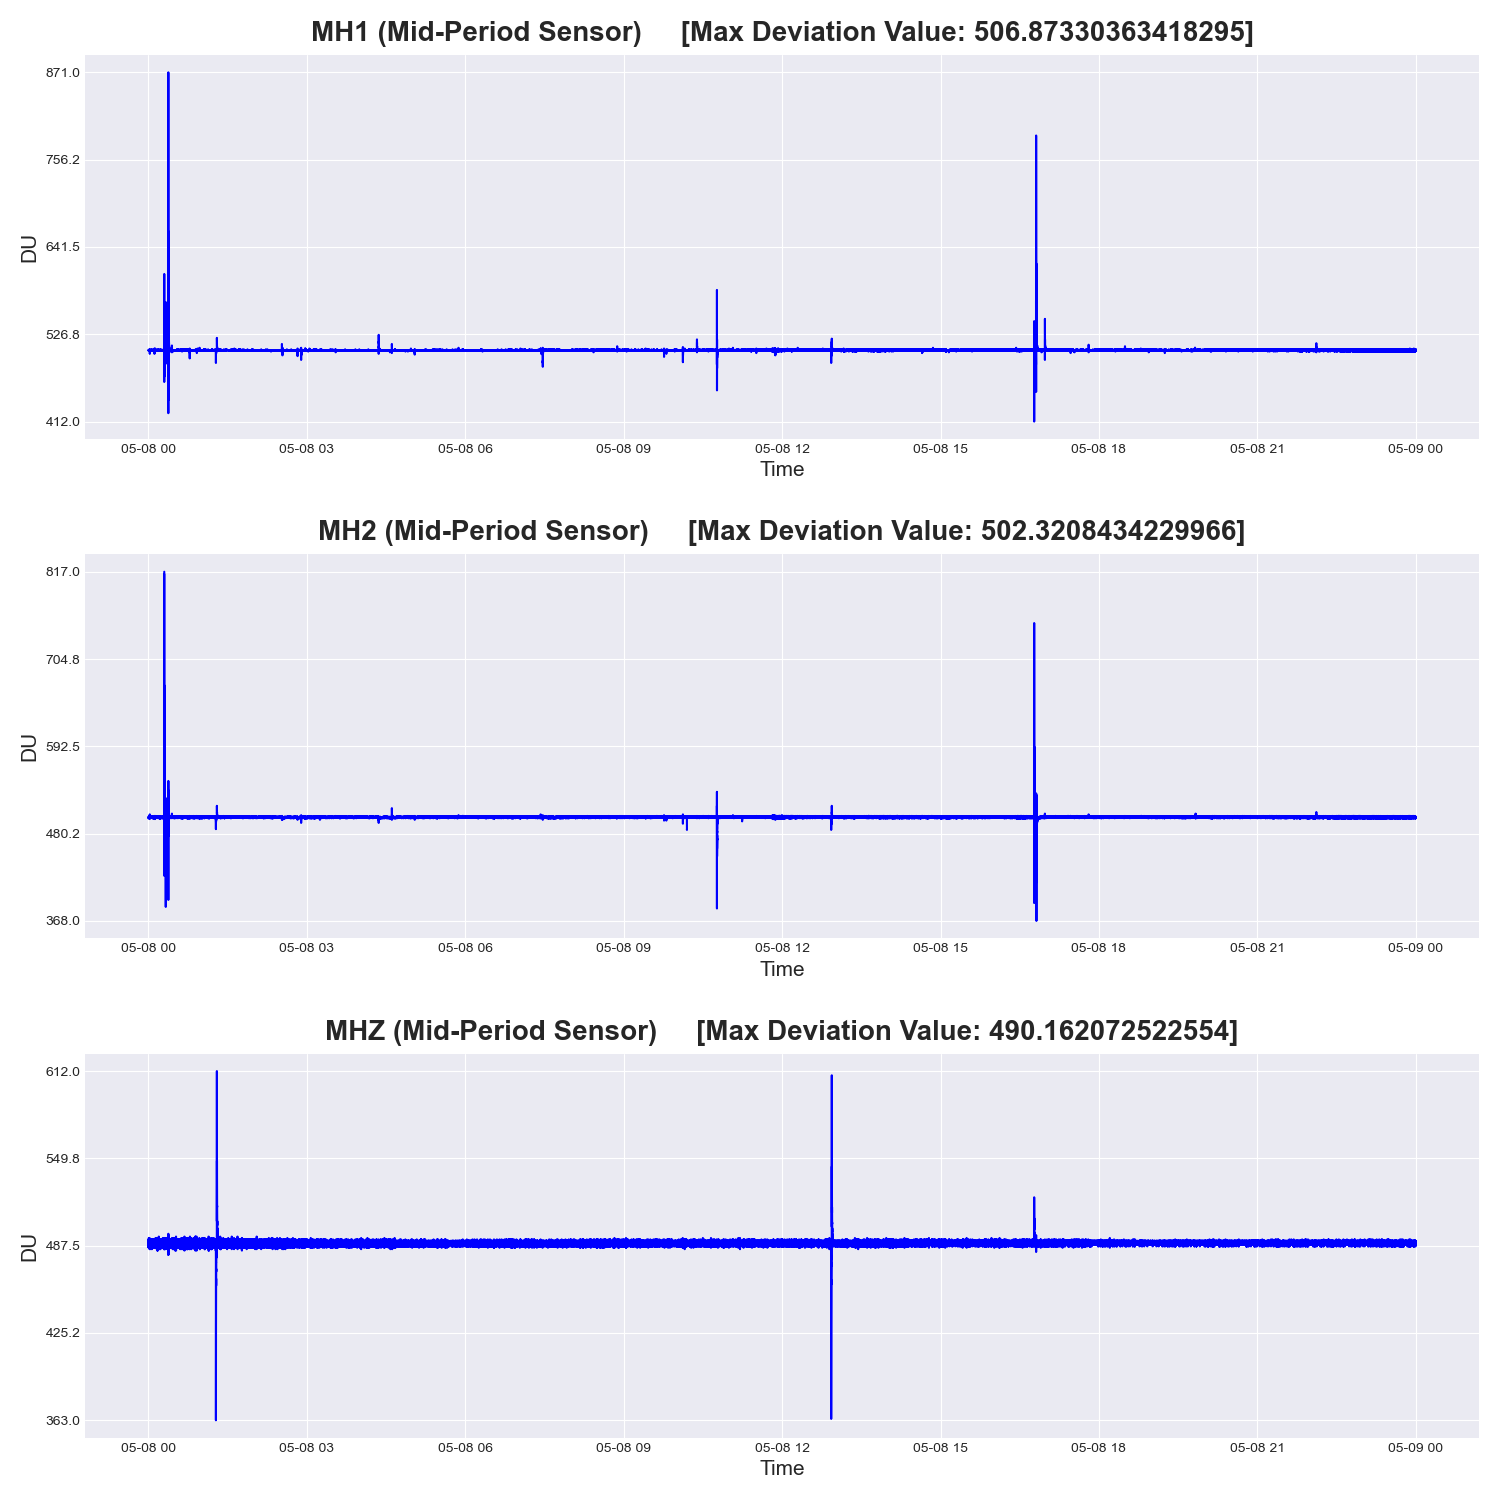 MH1 (Mid-Period Sensor) [Max Deviation Value: 506.87330363418295]
871.0
756.2
641.5
526.8
412.0
DU
05-08 00 05-08 03 05-08 06 05-08 09 05-08 12 05-08 15 05-08 18 05-08 21 05-09 00
Time
MH2 (Mid-Period Sensor) [Max Deviation Value: 502.3208434229966]
817.0
704.8
592.5
480.2
368.0
DU
05-08 00 05-08 03 05-08 06 05-08 09 05-08 12 05-08 15 05-08 18 05-08 21 05-09 00
Time
MHZ (Mid-Period Sensor) [Max Deviation Value: 490.162072522554]
612.0
549.8
487.5
425.2
363.0
DU
05-08 00 05-08 03 05-08 06 05-08 09 05-08 12 05-08 15 05-08 18 05-08 21 05-09 00
Time